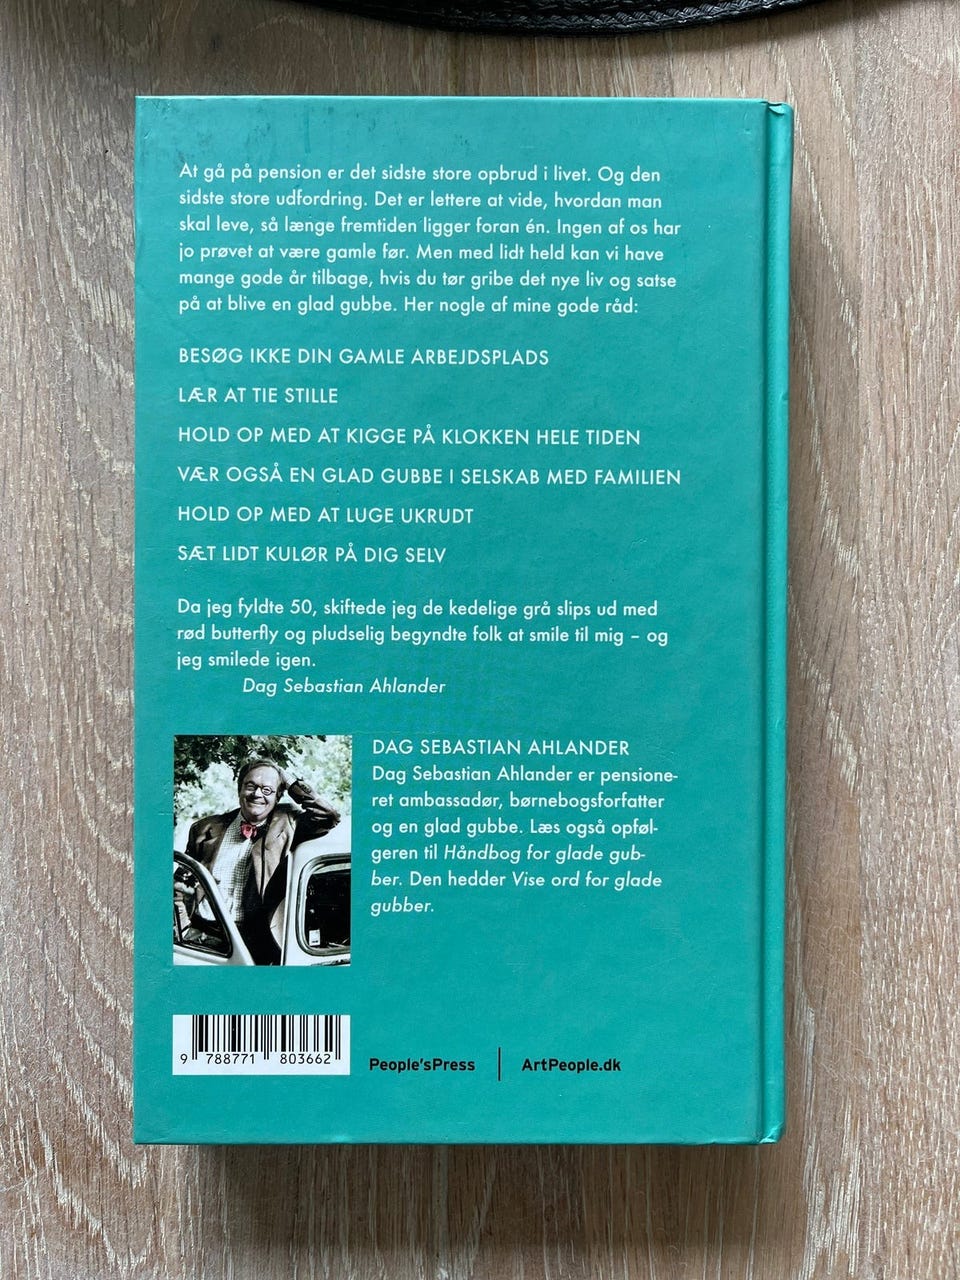 At gå på pension er det sidste store opbrud i livet. Og den
sidste store udfordring. Det er lettere at vide, hvordan man
skal leve, så længe fremtiden ligger foran én. Ingen af os har
jo prøvet at være gamle før. Men med lidt held kan vi have
mange gode år tilbage, hvis du tør gribe det nye liv og satse
på at blive en glad gubbe. Her nogle af mine gode råd:
BESØG IKKE DIN GAMLE ARBEJDSPLADS
LÆR AT TIE STILLE
HOLD OP MED AT KIGGE PÅ KLOKKEN HELE TIDEN
VÆR OGSÅ EN GLAD GUBBE I SELSKAB MED FAMILIEN
HOLD OP MED AT LUGE UKRUDT
SÆT LIDT KULØR PÅ DIG SELV
Da jeg fyldte 50, skiftede jeg de kedelige grå slips ud med
rød butterfly og pludselig begyndte folk at smile til mig – og
jeg smilede igen.
Dag Sebastian Ahlander
DAG SEBASTIAN AHLANDER
Dag Sebastian Ahlander er pensione-
ret ambassadør, børnebogsforfatter
og en glad gubbe. Læs også opføl-
geren til Håndbog for glade gub-
ber. Den hedder Vise ord for glade
gubber.
9 788771 803662
People'sPress | ArtPeople.dk